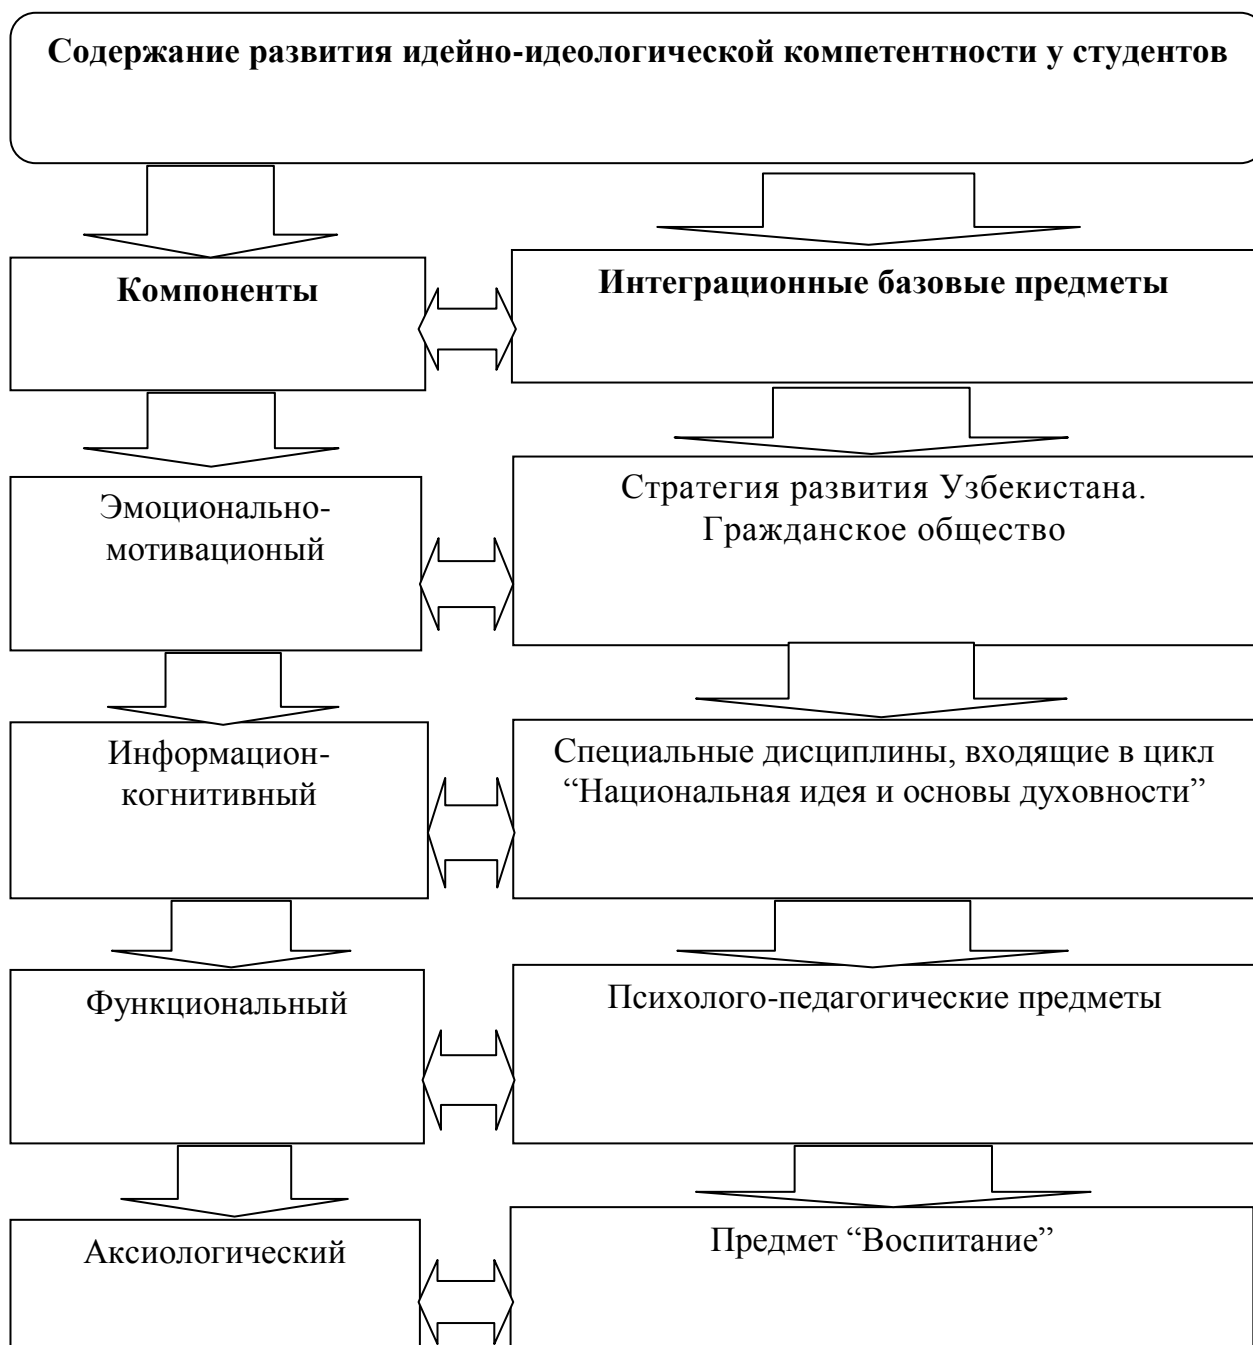 Содержание развития идейно-идеологической компетентности у студентов
Компоненты
Интеграционные базовые предметы
Эмоционально-
мотивационый
Стратегия развития Узбекистана.
Гражданское общество
Информацион-
когнитивный
Специальные дисциплины, входящие в цикл
“Национальная идея и основы духовности”
Функциональный
Психолого-педагогические предметы
Аксиологический
Предмет “Воспитание”